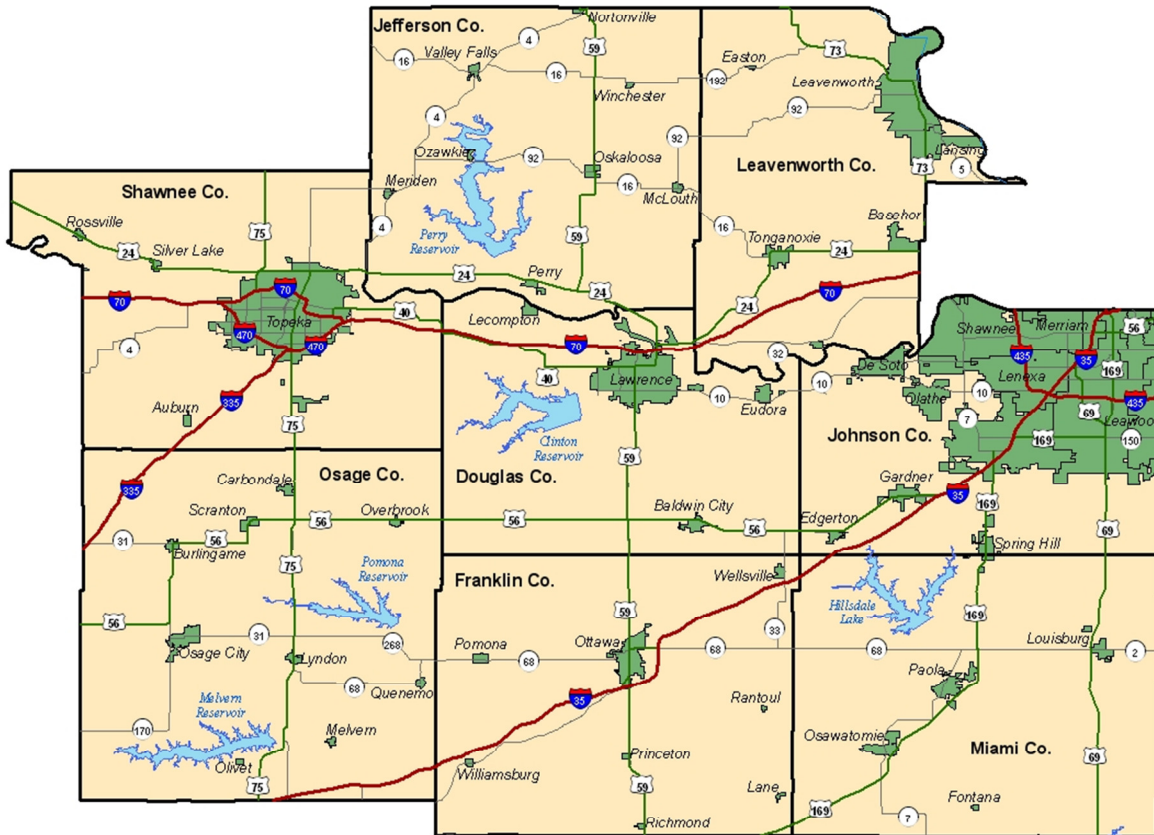 Jefferson Co.
Nortonville
4
59
Valley Falls
16
16
Winchester
192
Easton
73
Leavenworth
92
4
92
Ozawkie
92
Oskaloosa
16
McLouth
Leavenworth Co.
73
Lansing
5
Meriden
4
Perry
Reservoir
59
16
Basehor
Tonganoxie
24
Shawnee Co.
75
Rossville
24
Silver Lake
24
Perry
24
24
70
70
70
Topeka
470
470
40
Lecompton
70
40
32
Lawrence
4
335
Auburn
75
Clinton
Reservoir
10
Eudora
10
De Soto
Shawnee
Merriam
56
435
35
169
Lenexa
10
Olathe
7
69
435
Leawoo
169
150
Johnson Co.
59
Osage Co.
Douglas Co.
335
Carbondale
Scranton
56
Overbrook
56
Baldwin City
56
Edgerton
Gardner
35
169
69
31
Burlingame
56
75
Pomona
Reservoir
Franklin Co.
Wellsville
Spring Hill
Hillsdale
Lake
59
56
31
268
Osage City
Lyndon
68
Quenemo
Pomona
68
Ottawa
68
33
68
169
Louisburg
2
Paola
Melvern
Reservoir
170
Melvern
Olivet
75
35
Rantoul
Osawatomie
Miami Co.
69
Williamsburg
Princeton
59
Lane
169
Fontana
7
Richmond